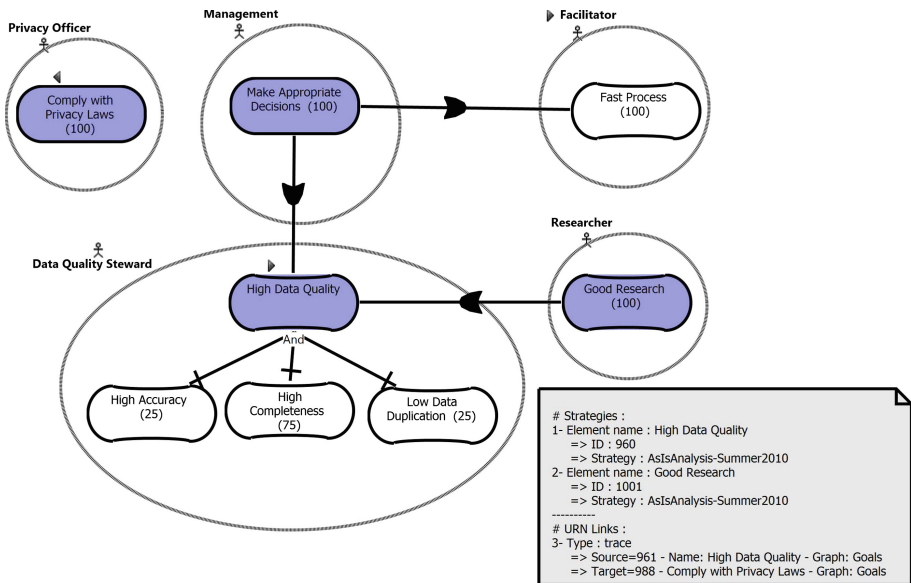 Privacy Officer
Comply with
Privacy Laws
(100)
Management
Make Appropriate
Decisions (100)
Facilitator
Fast Process
(100)
Data Quality Steward
High Data Quality
And
High Accuracy
(25)
High
Completeness
(75)
Low Data
Duplication (25)
Researcher
Good Research
(100)
# Strategies :
1- Element name : High Data Quality
=> ID : 960
=> Strategy : AsIsAnalysis-Summer2010
2- Element name : Good Research
=> ID : 1001
=> Strategy : AsIsAnalysis-Summer2010
----------
# URN Links :
3- Type : trace
=> Source=961 - Name: High Data Quality - Graph: Goals
=> Target=988 - Comply with Privacy Laws - Graph: Goals